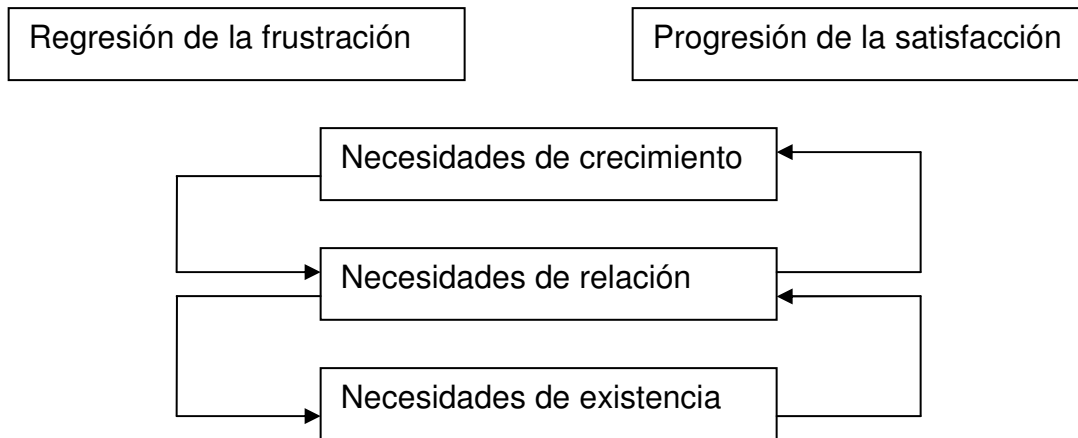 Regresión de la frustración
Progresión de la satisfacción
Necesidades de crecimiento
Necesidades de relación
Necesidades de existencia